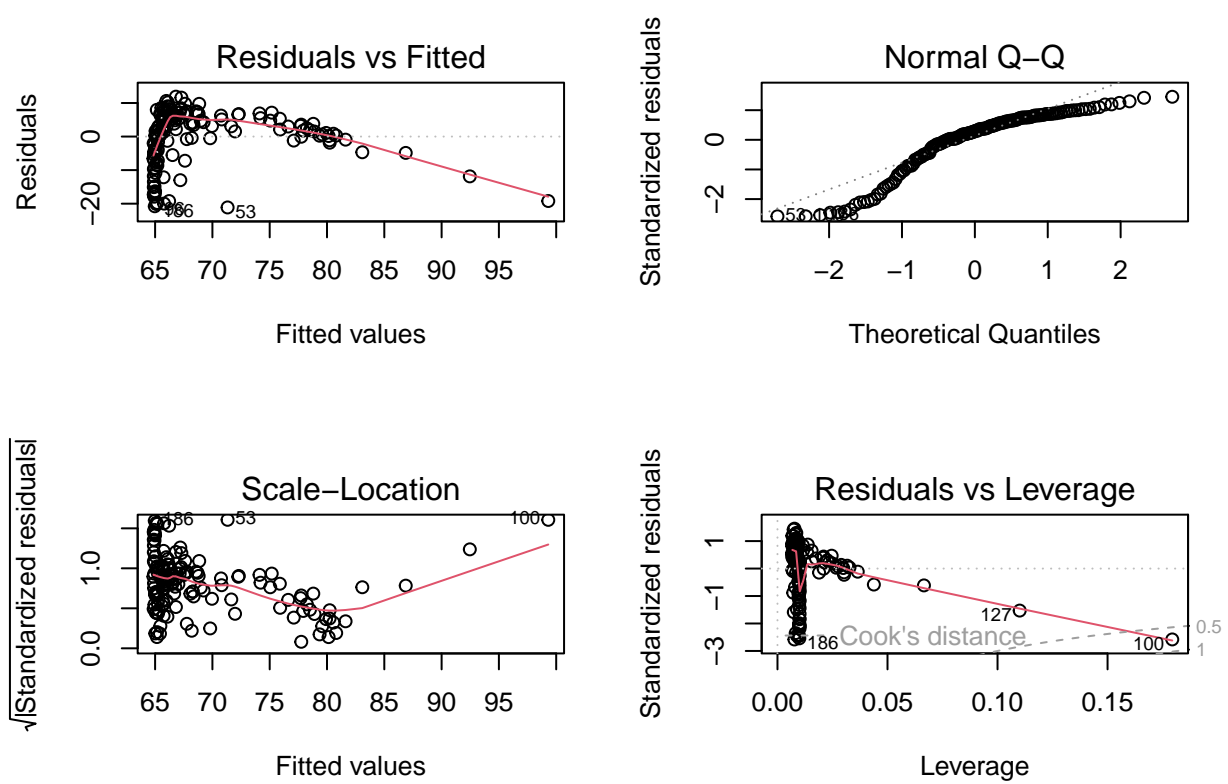 Residuals vs Fitted
Residuals
0
−20
186
53
65 70 75 80 85 90 95
Fitted values
Normal Q−Q
Standardized residuals
0
−2
53
−2 −1 0 1 2
Theoretical Quantiles
Scale−Location
√|Standardized residuals|
1.0
0.0
186
53
100
65 70 75 80 85 90 95
Fitted values
Residuals vs Leverage
Standardized residuals
1
−1
−3
127
186
100
Cook's distance
0.5
1
0.00 0.05 0.10 0.15
Leverage